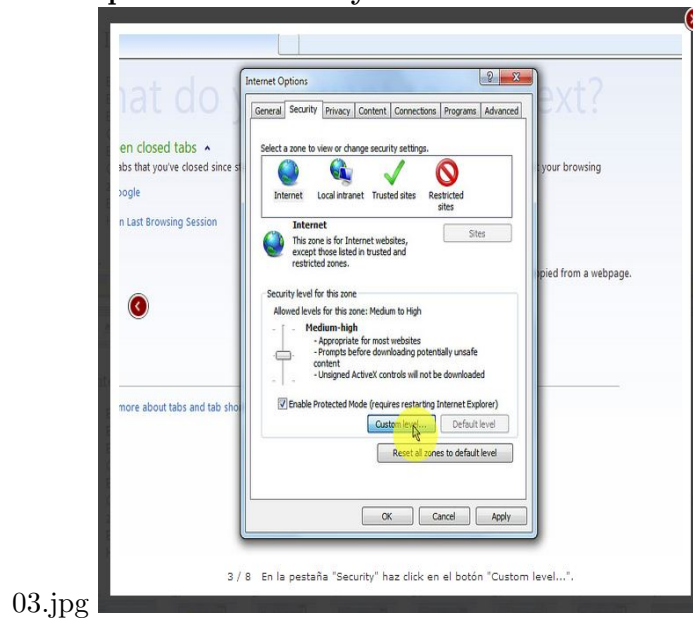 hat do
ext?
Internet Options
General Security Privacy Content Connections Programs Advanced
en closed tabs
Select a zone to view or change security settings.
abs that you've closed since
your browsing
Internet Local intranet Trusted sites Restricted sites
oogle
n Last Browsing Session
Internet
This zone is for Internet websites,
except those listed in trusted and
restricted zones.
Sites
opied from a webpage.
Security level for this zone
Allowed levels for this zone: Medium to High
Medium-high
- Appropriate for most websites
- Prompts before downloading potentially unsafe
content
- Unsigned ActiveX controls will not be downloaded
more about tabs and tab
Enable Protected Mode (requires restarting Internet Explorer)
Custom level... Default level
Reset all zones to default level
OK Cancel Apply
3 / 8 En la pestaña "Security" haz click en el botón "Custom level...".
03.jpg